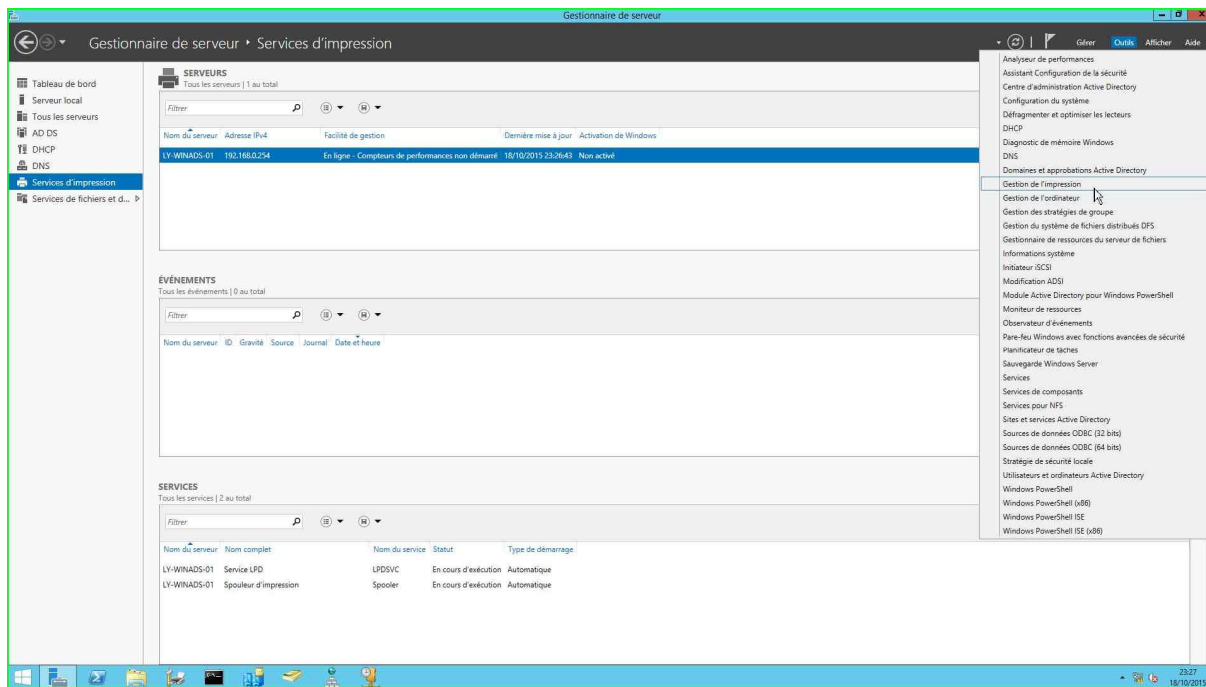 Gestionnaire de serveur
Gestionnaire de serveur ‣ Services d'impression
Gérer Outils Afficher Aide
Tableau de bord
Serveur local
Tous les serveurs
AD DS
DHCP
DNS
Services d'impression
Services de fichiers et d...
SERVEURS
Tous les serveurs | 1 au total
Filtrer
Nom du serveur Adresse IPv4 Facilité de gestion Dernière mise à jour Activation de Windows
LY-WINADS-01 192.168.0.254 En ligne - Compteurs de performances non démarré 18/10/2015 23:26:43 Non activé
ÉVÉNEMENTS
Tous les événements | 0 au total
Filtrer
Nom du serveur ID Gravité Source Journal Date et heure
SERVICES
Tous les services | 2 au total
Filtrer
Nom du serveur Nom complet Nom du service Statut Type de démarrage
LY-WINADS-01 Service LPD LPDSVC En cours d'exécution Automatique
LY-WINADS-01 Spouleur d'impression Spooler En cours d'exécution Automatique
Analyseur de performances
Assistant Configuration de la sécurité
Centre d'administration Active Directory
Configuration du système
Défragmenter et optimiser les lecteurs
DHCP
Diagnostic de mémoire Windows
DNS
Domaines et approbations Active Directory
Gestion de l'impression
Gestion de l'ordinateur
Gestion des stratégies de groupe
Gestion du système de fichiers distribués DFS
Gestionnaire de ressources du serveur de fichiers
Informations système
Initiateur iSCSI
Modification ADSI
Module Active Directory pour Windows PowerShell
Moniteur de ressources
Observateur d'événements
Pare-feu Windows avec fonctions avancées de sécurité
Planificateur de tâches
Sauvegarde Windows Server
Services
Services de composants
Services pour NFS
Sites et services Active Directory
Sources de données ODBC (32 bits)
Sources de données ODBC (64 bits)
Stratégie de sécurité locale
Utilisateurs et ordinateurs Active Directory
Windows PowerShell
Windows PowerShell (x86)
Windows PowerShell ISE
Windows PowerShell ISE (x86)
23:27
18/10/2015